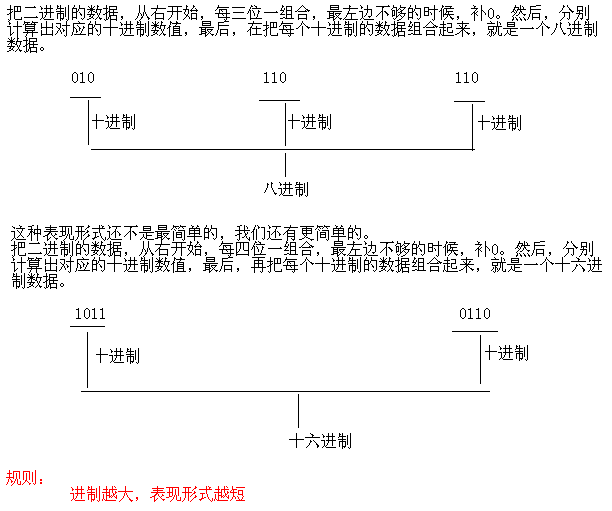 把二进制的数据，从右开始，每三位一组合，最左边不够的时候，补0。然后，分别
计算出对应的十进制数值，最后，在把每个十进制的数据组合起来，就是一个八进制
数据。
010 110 110
十进制 十进制 十进制
八进制
这种表现形式还不是最简单的，我们还有更简单的。
把二进制的数据，从右开始，每四位一组合，最左边不够的时候，补0。然后，分别
计算出对应的十进制数值，最后，再把每个十进制的数据组合起来，就是一个十六进
制数据。
1011 0110
十进制 十进制
十六进制
规则：
进制越大，表现形式越短